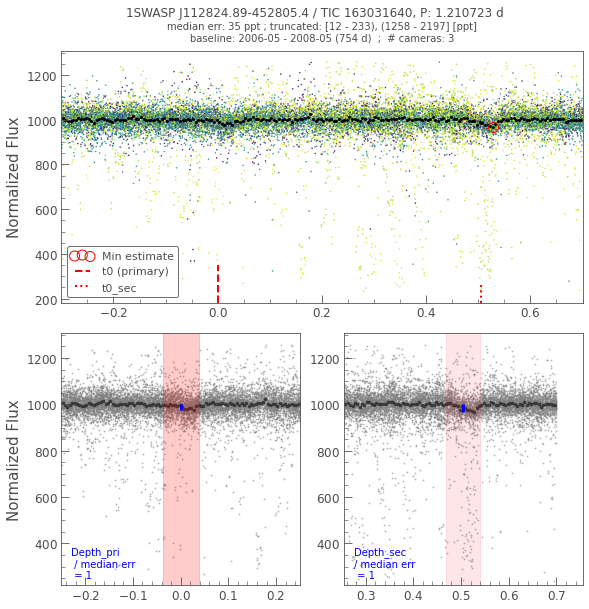 1SWASP J112824.89-452805.4 / TIC 163031640, P: 1.210723 d
median err: 35 ppt ; truncated: [12 - 233), (1258 - 2197] [ppt]
baseline: 2006-05 - 2008-05 (754 d)  ;  # cameras: 3
Normalized Flux
1200
1000
800
600
400
200
Min estimate
t0 (primary)
t0_sec
−0.2 0.0 0.2 0.4 0.6
Normalized Flux
1200
1000
800
600
400
Depth_pri
/ median err
= 1
−0.2 −0.1 0.0 0.1 0.2
1200
1000
800
600
400
Depth_sec
/ median err
= 1
0.3 0.4 0.5 0.6 0.7